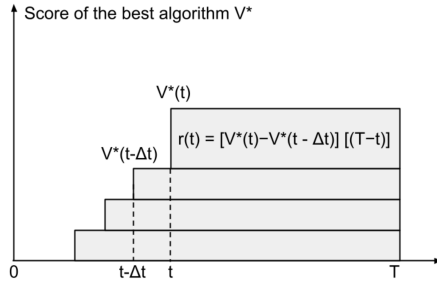 Score of the best algorithm V*
V*(t)
r(t) = [V*(t)−V*(t - Δt)] [(T−t)]
V*(t-Δt)
0 t-Δt t T